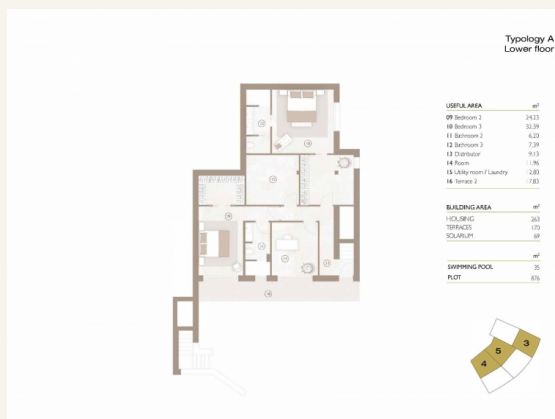 Typology A
Lower floor
USEFUL AREA m²
09 Bedroom 2 24,23
10 Bedroom 3 32,59
11 Bathroom 2 6,20
12 Bathroom 3 7,39
13 Distributor 9,13
14 Room 11,96
15 Utility room / Laundry 12,83
16 Terrace 2 17,83
BUILDING AREA m²
HOUSING 263
TERRACES 170
SOLARIUM 69
m²
SWIMMING POOL 35
PLOT 876
3
5
4